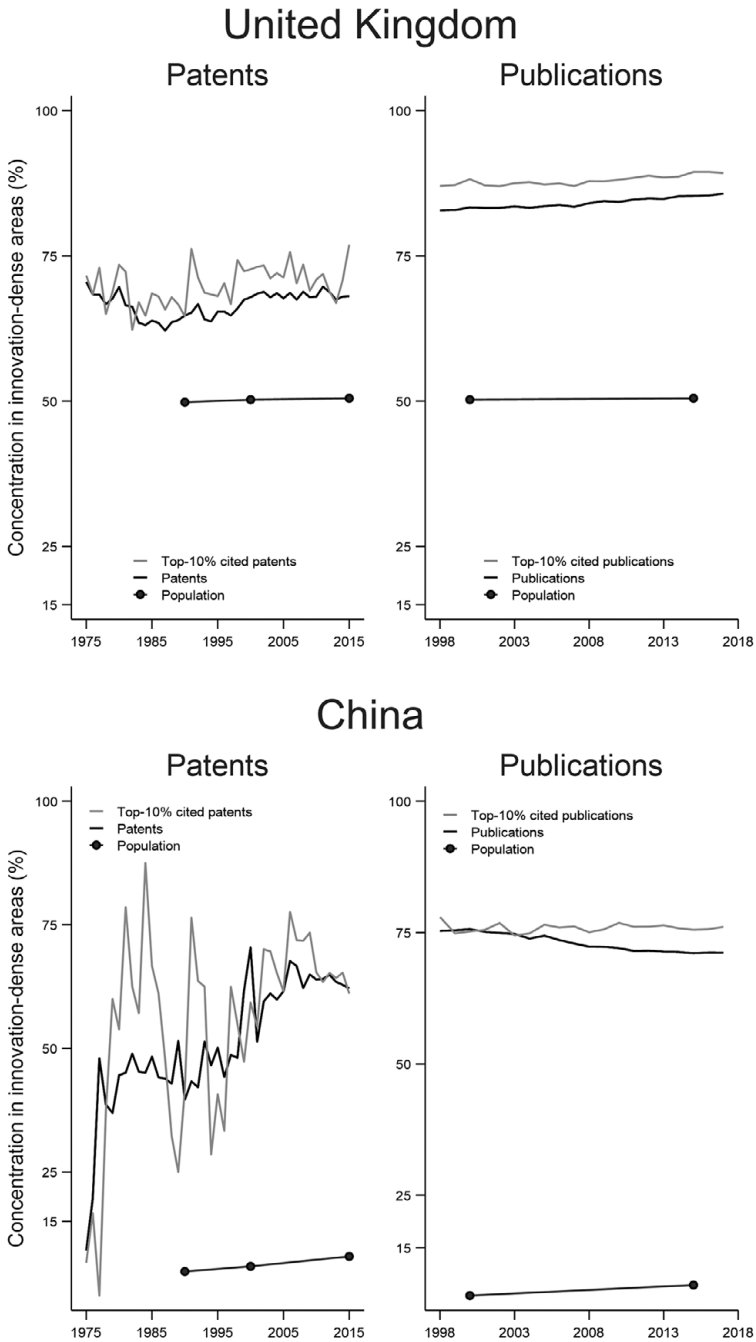 United Kingdom
Patents
Publications
Concentration in innovation-dense areas (%)
100
75
50
25
15
Top-10% cited patents
Patents
Population
1975
1985
1995
2005
2015
100
75
50
25
15
Top-10% cited publications
Publications
Population
1998
2003
2008
2013
2018
China
Patents
Publications
Concentration in innovation-dense areas (%)
100
75
50
25
15
Top-10% cited patents
Patents
Population
1975
1985
1995
2005
2015
100
75
50
25
15
Top-10% cited publications
Publications
Population
1998
2003
2008
2013
2018